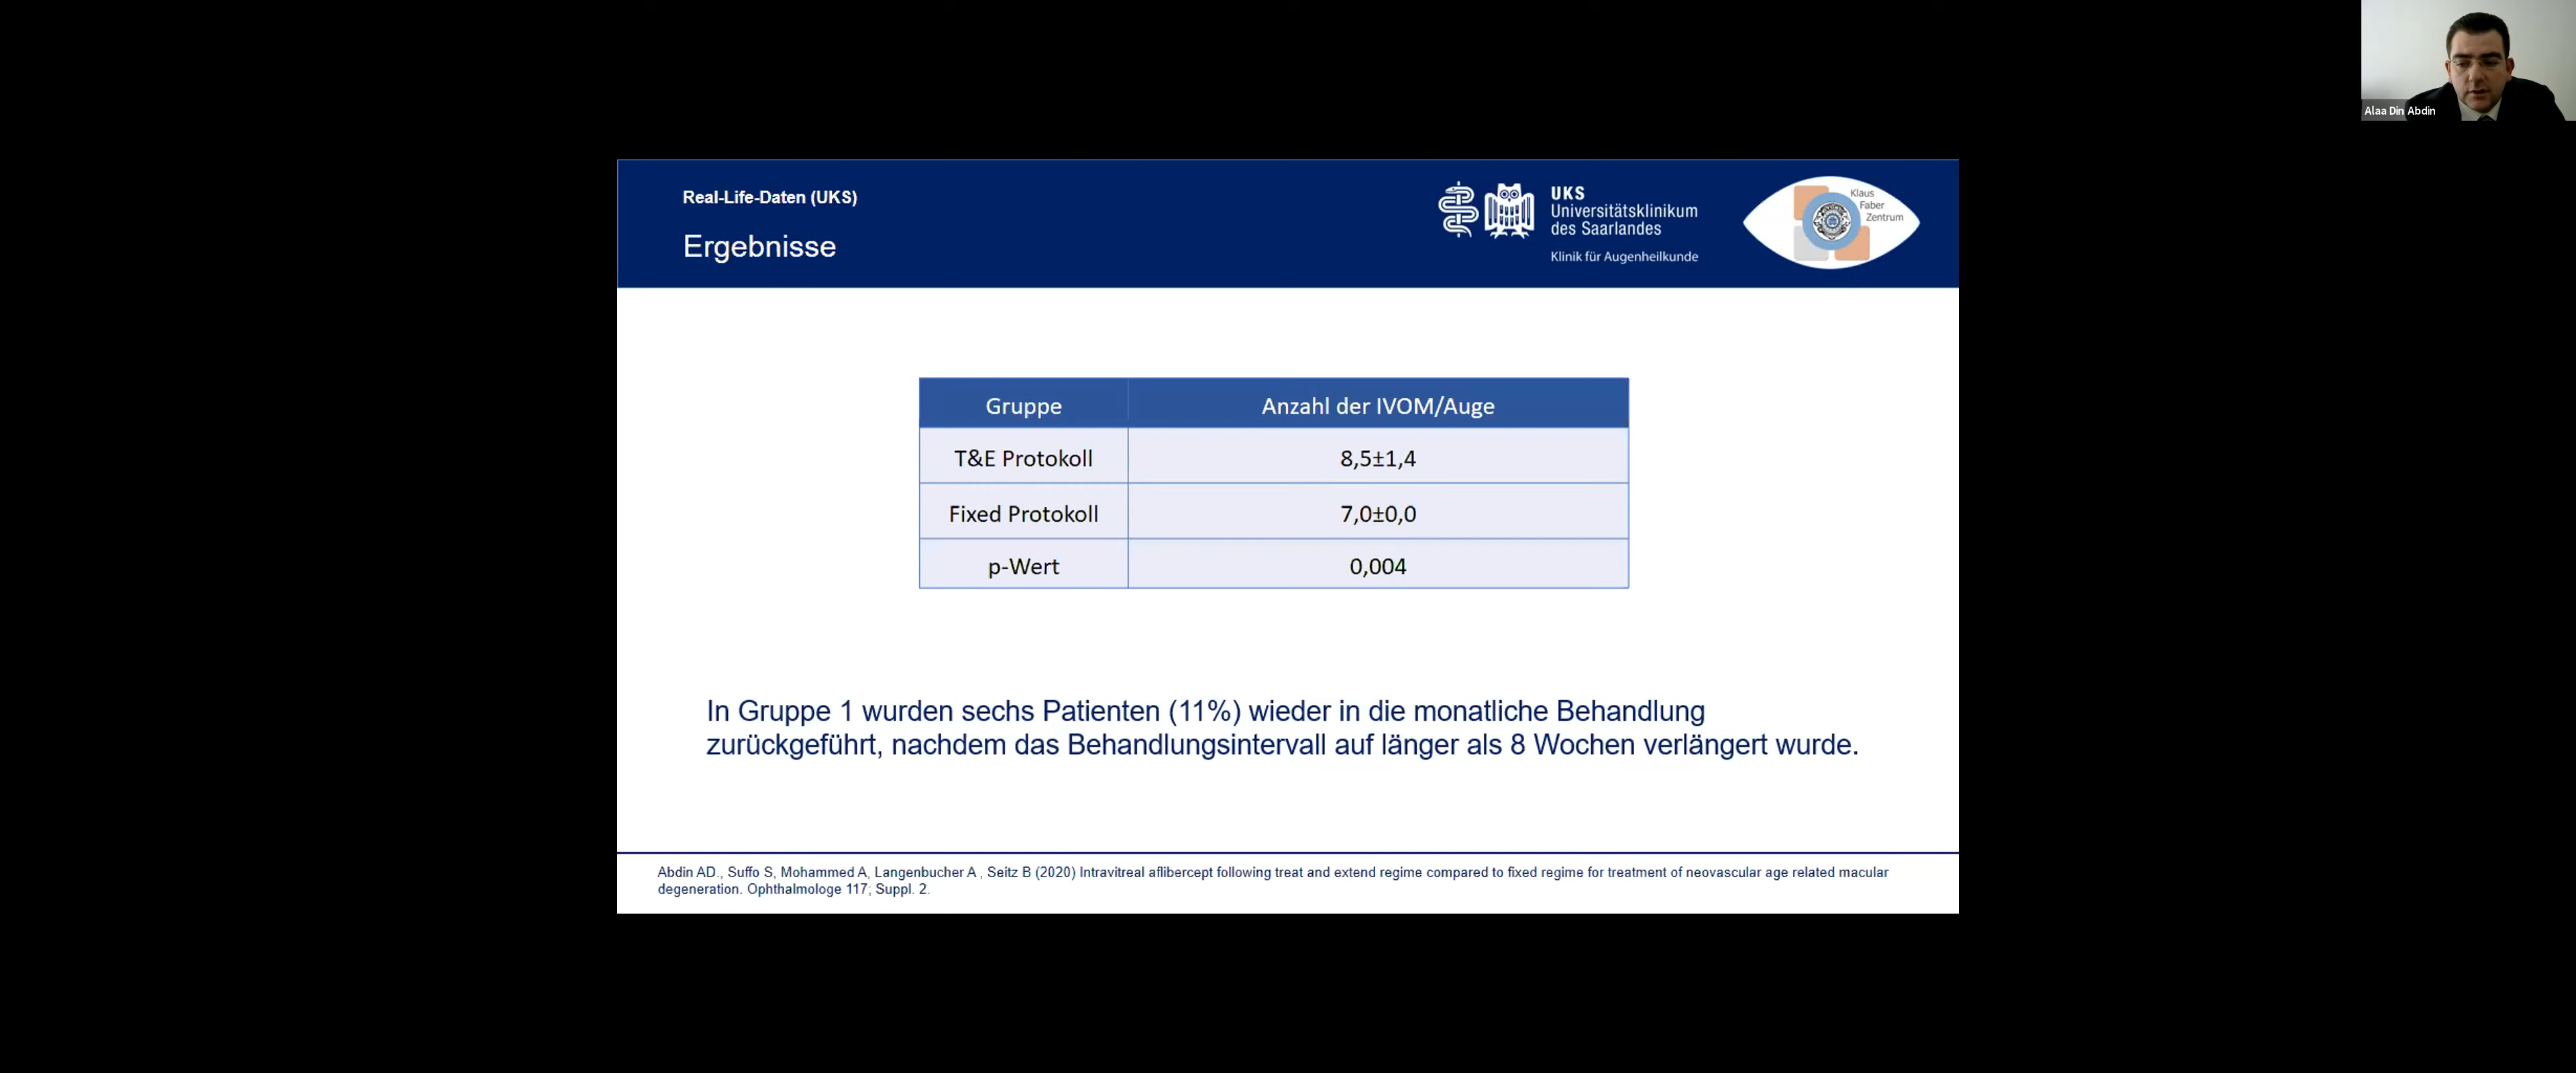 Alaa Din Abdin
Real-Life-Daten (UKS)
Ergebnisse
UKS
Universitätsklinikum
des Saarlandes
Klinik für Augenheilkunde
Klaus
Faber
Zentrum
Gruppe Anzahl der IVOM/Auge
T&E Protokoll 8,5±1,4
Fixed Protokoll 7,0±0,0
p-Wert 0,004
In Gruppe 1 wurden sechs Patienten (11%) wieder in die monatliche Behandlung
zurückgeführt, nachdem das Behandlungsintervall auf länger als 8 Wochen verlängert wurde.
Abdin AD., Suffo S, Mohammed A, Langenbucher A , Seitz B (2020) Intravitreal aflibercept following treat and extend regime compared to fixed regime for treatment of neovascular age related macular
degeneration. Ophthalmologe 117; Suppl. 2.